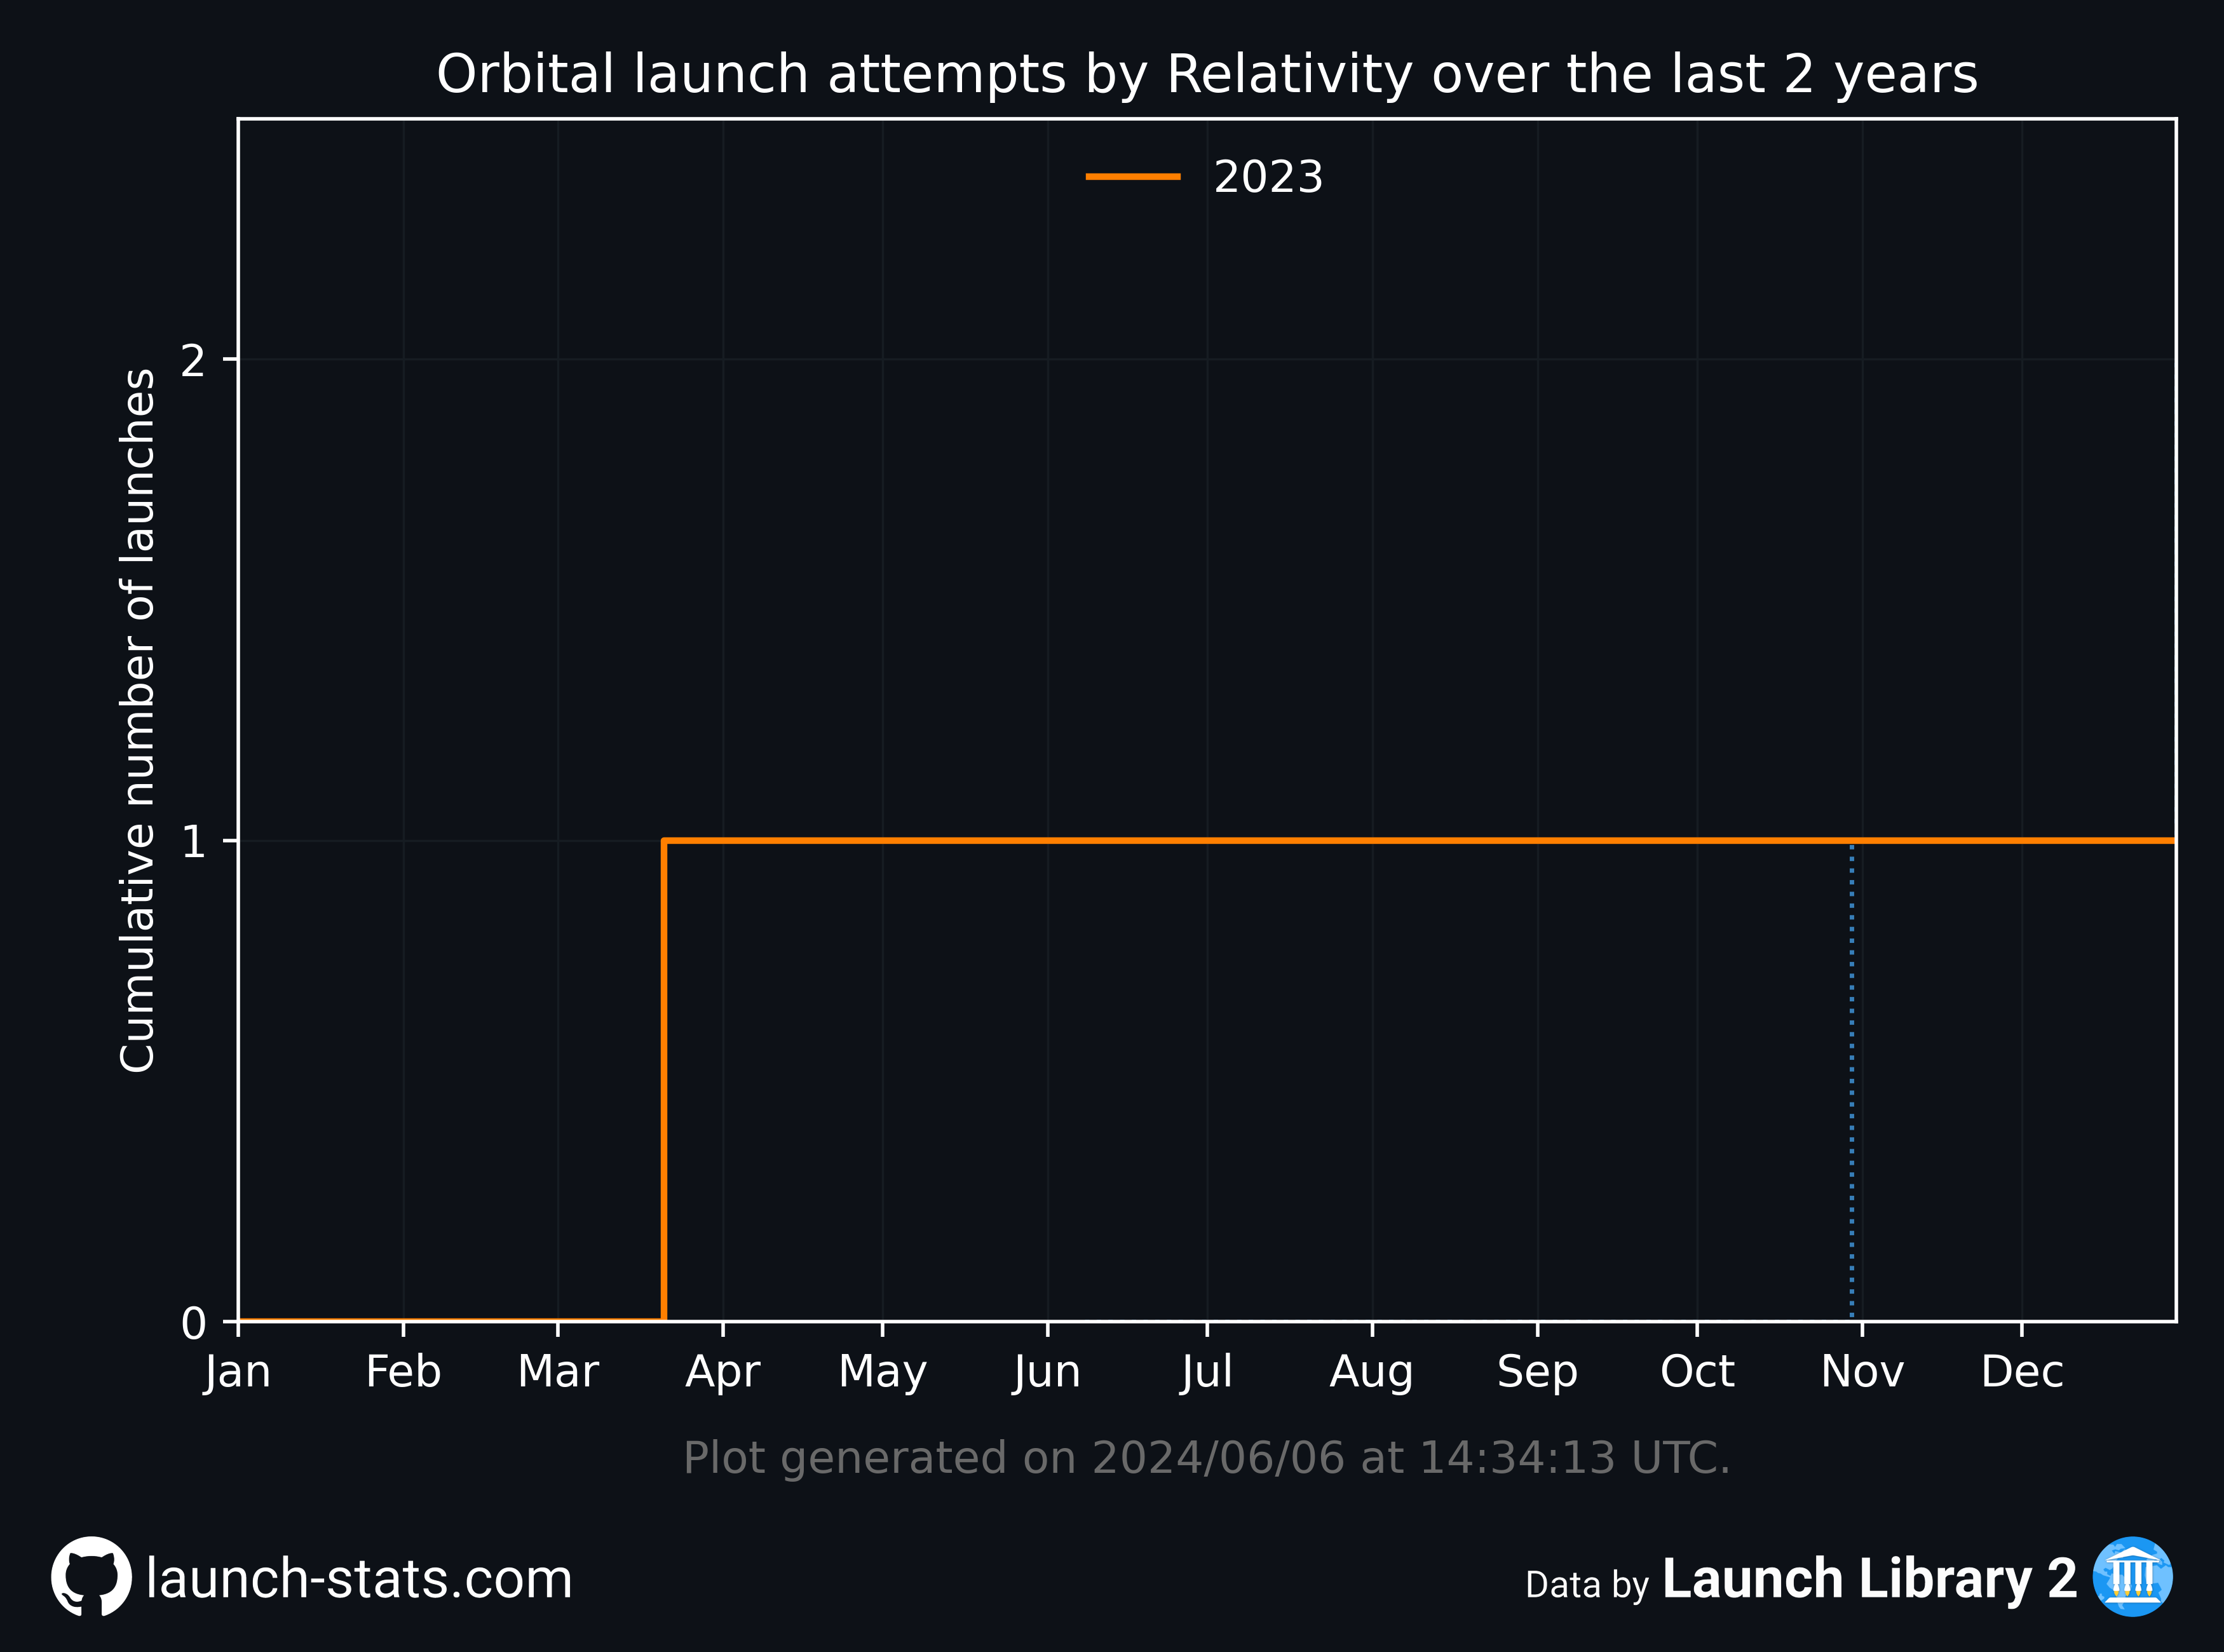 Orbital launch attempts by Relativity over the last 2 years
2023
Cumulative number of launches
2
1
0
Jan Feb Mar Apr May Jun Jul Aug Sep Oct Nov Dec
Plot generated on 2024/06/06 at 14:34:13 UTC.
launch-stats.com
Data by Launch Library 2